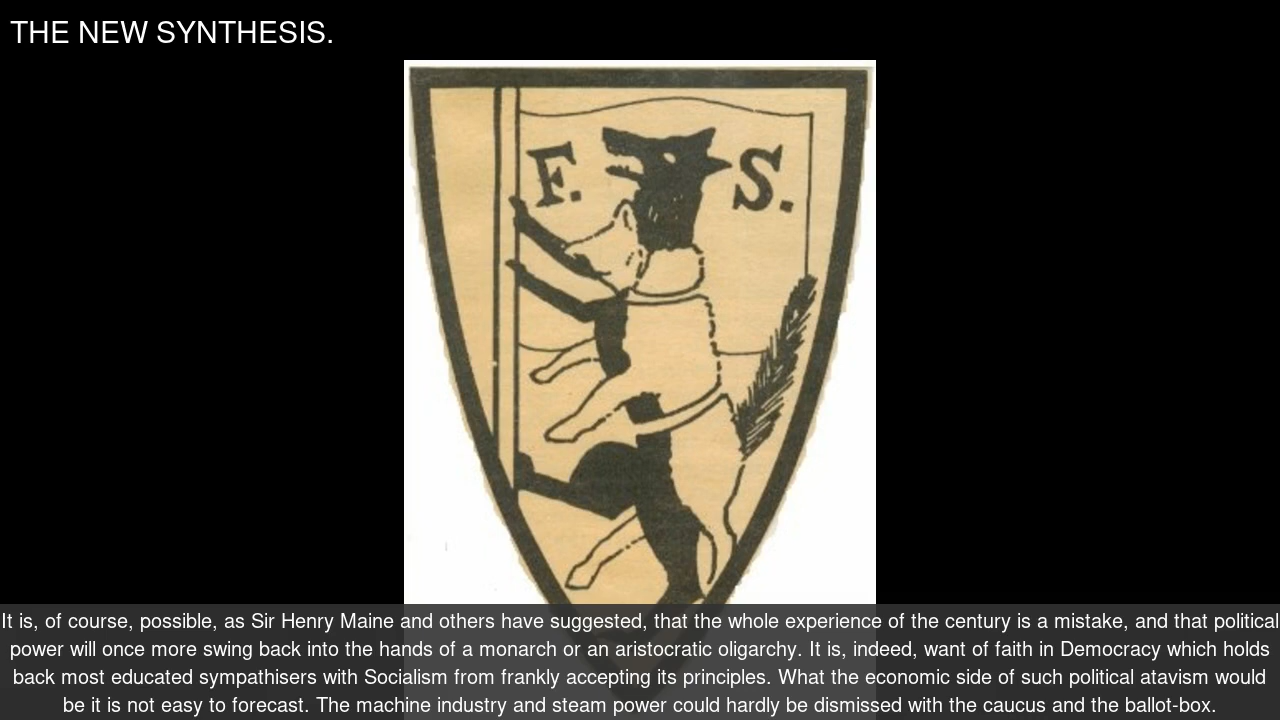 THE NEW SYNTHESIS.
F. S.
It is, of course, possible, as Sir Henry Maine and others have suggested, that the whole experience of the century is a mistake, and that political
power will once more swing back into the hands of a monarch or an aristocratic oligarchy. It is, indeed, want of faith in Democracy which holds
back most educated sympathisers with Socialism from frankly accepting its principles. What the economic side of such political atavism would
be it is not easy to forecast. The machine industry and steam power could hardly be dismissed with the caucus and the ballot-box.